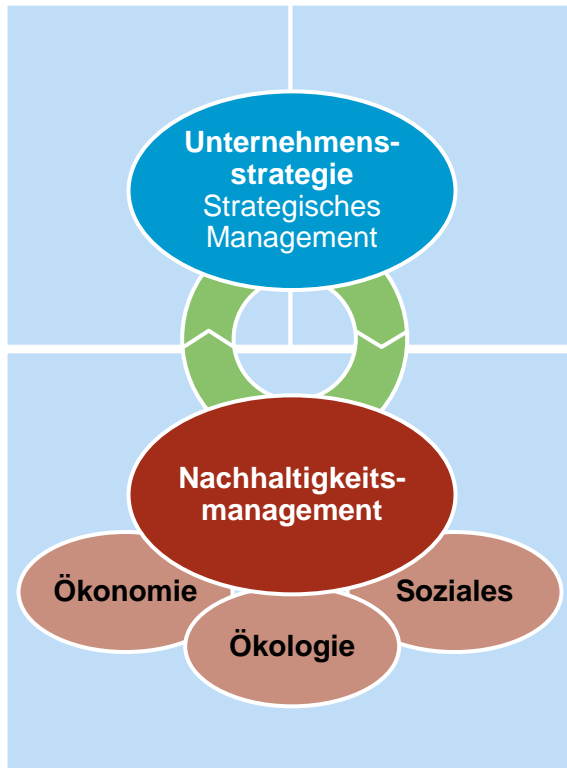 Unternehmens-
strategie
Strategisches
Management
Nachhaltigkeits-
management
Ökonomie
Soziales
Ökologie